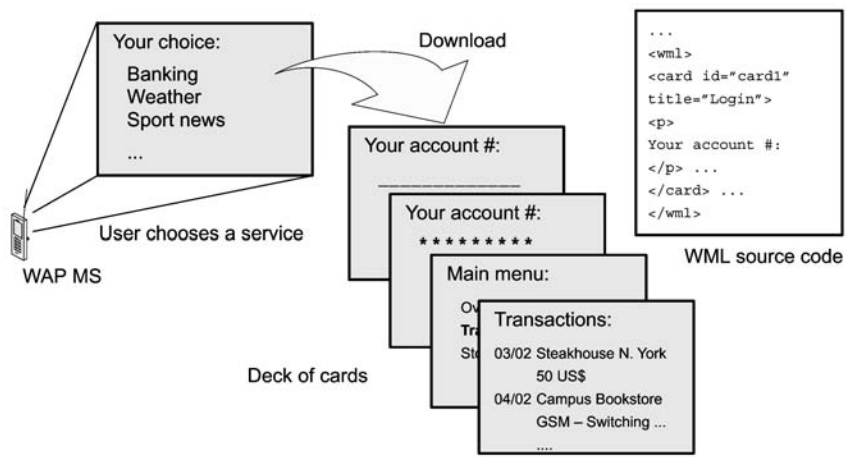 Your choice:
Banking
Weather
Sport news
...
Download
User chooses a service
WAP MS
Your account #:
_____________
Your account #:
* * * * * * * * *
Main menu:
Transactions:
03/02 Steakhouse N. York
50 US$
04/02 Campus Bookstore
GSM – Switching ...
....
Deck of cards
...
<wml>
<card id="card1"
title="Login">
<p>
Your account #:
</p> ...
</card> ...
</wml>
WML source code